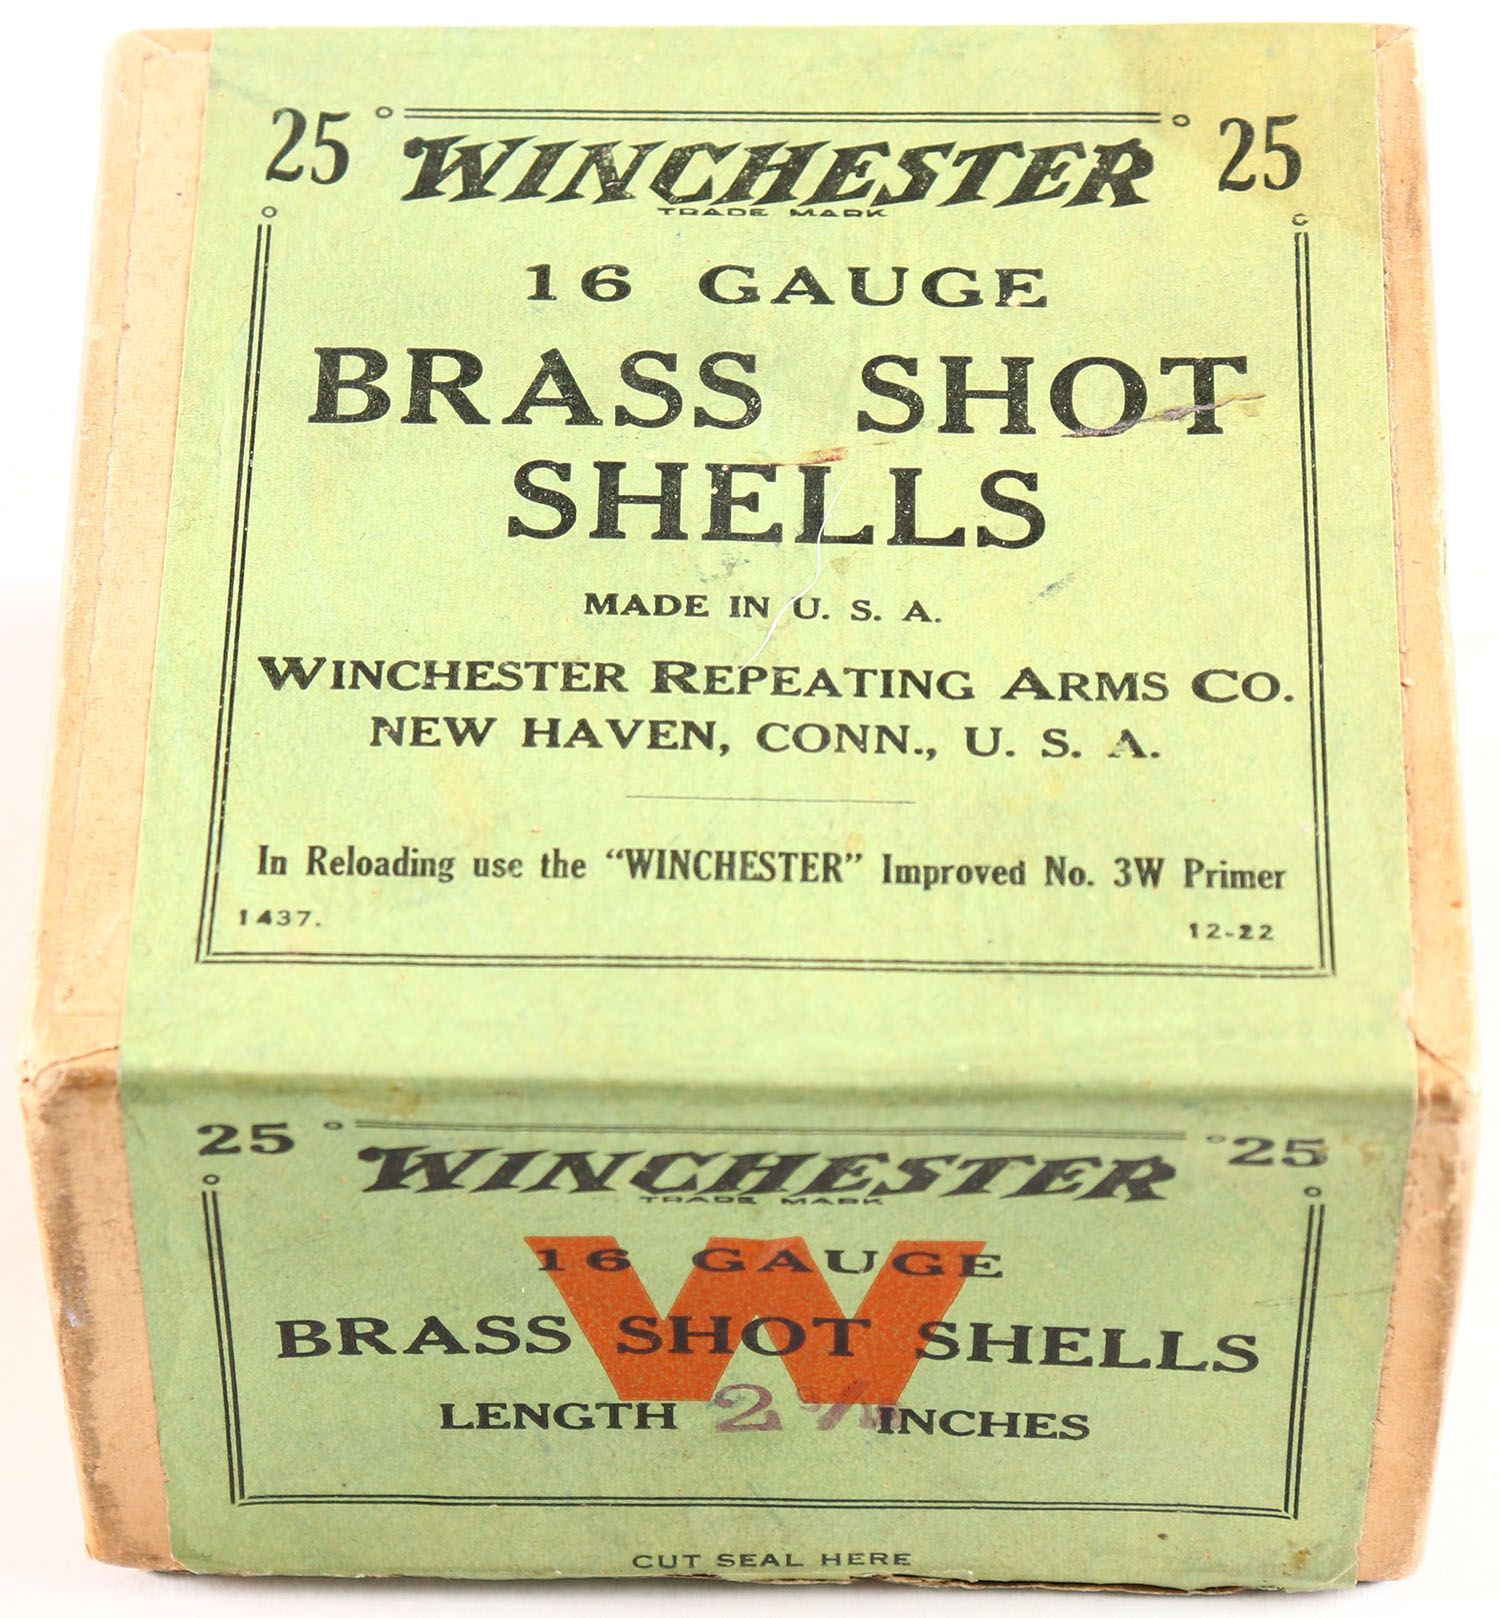 25 WINCHESTER 25
TRADE MARK
16 GAUGE
BRASS SHOT
SHELLS
MADE IN U. S. A.
WINCHESTER REPEATING ARMS CO.
NEW HAVEN, CONN., U. S. A.
In Reloading use the “WINCHESTER” Improved No. 3W Primer
1437. 12-22
25 WINCHESTER 25
TRADE MARK
W
16 GAUGE
BRASS SHOT SHELLS
LENGTH 2 INCHES
CUT SEAL HERE